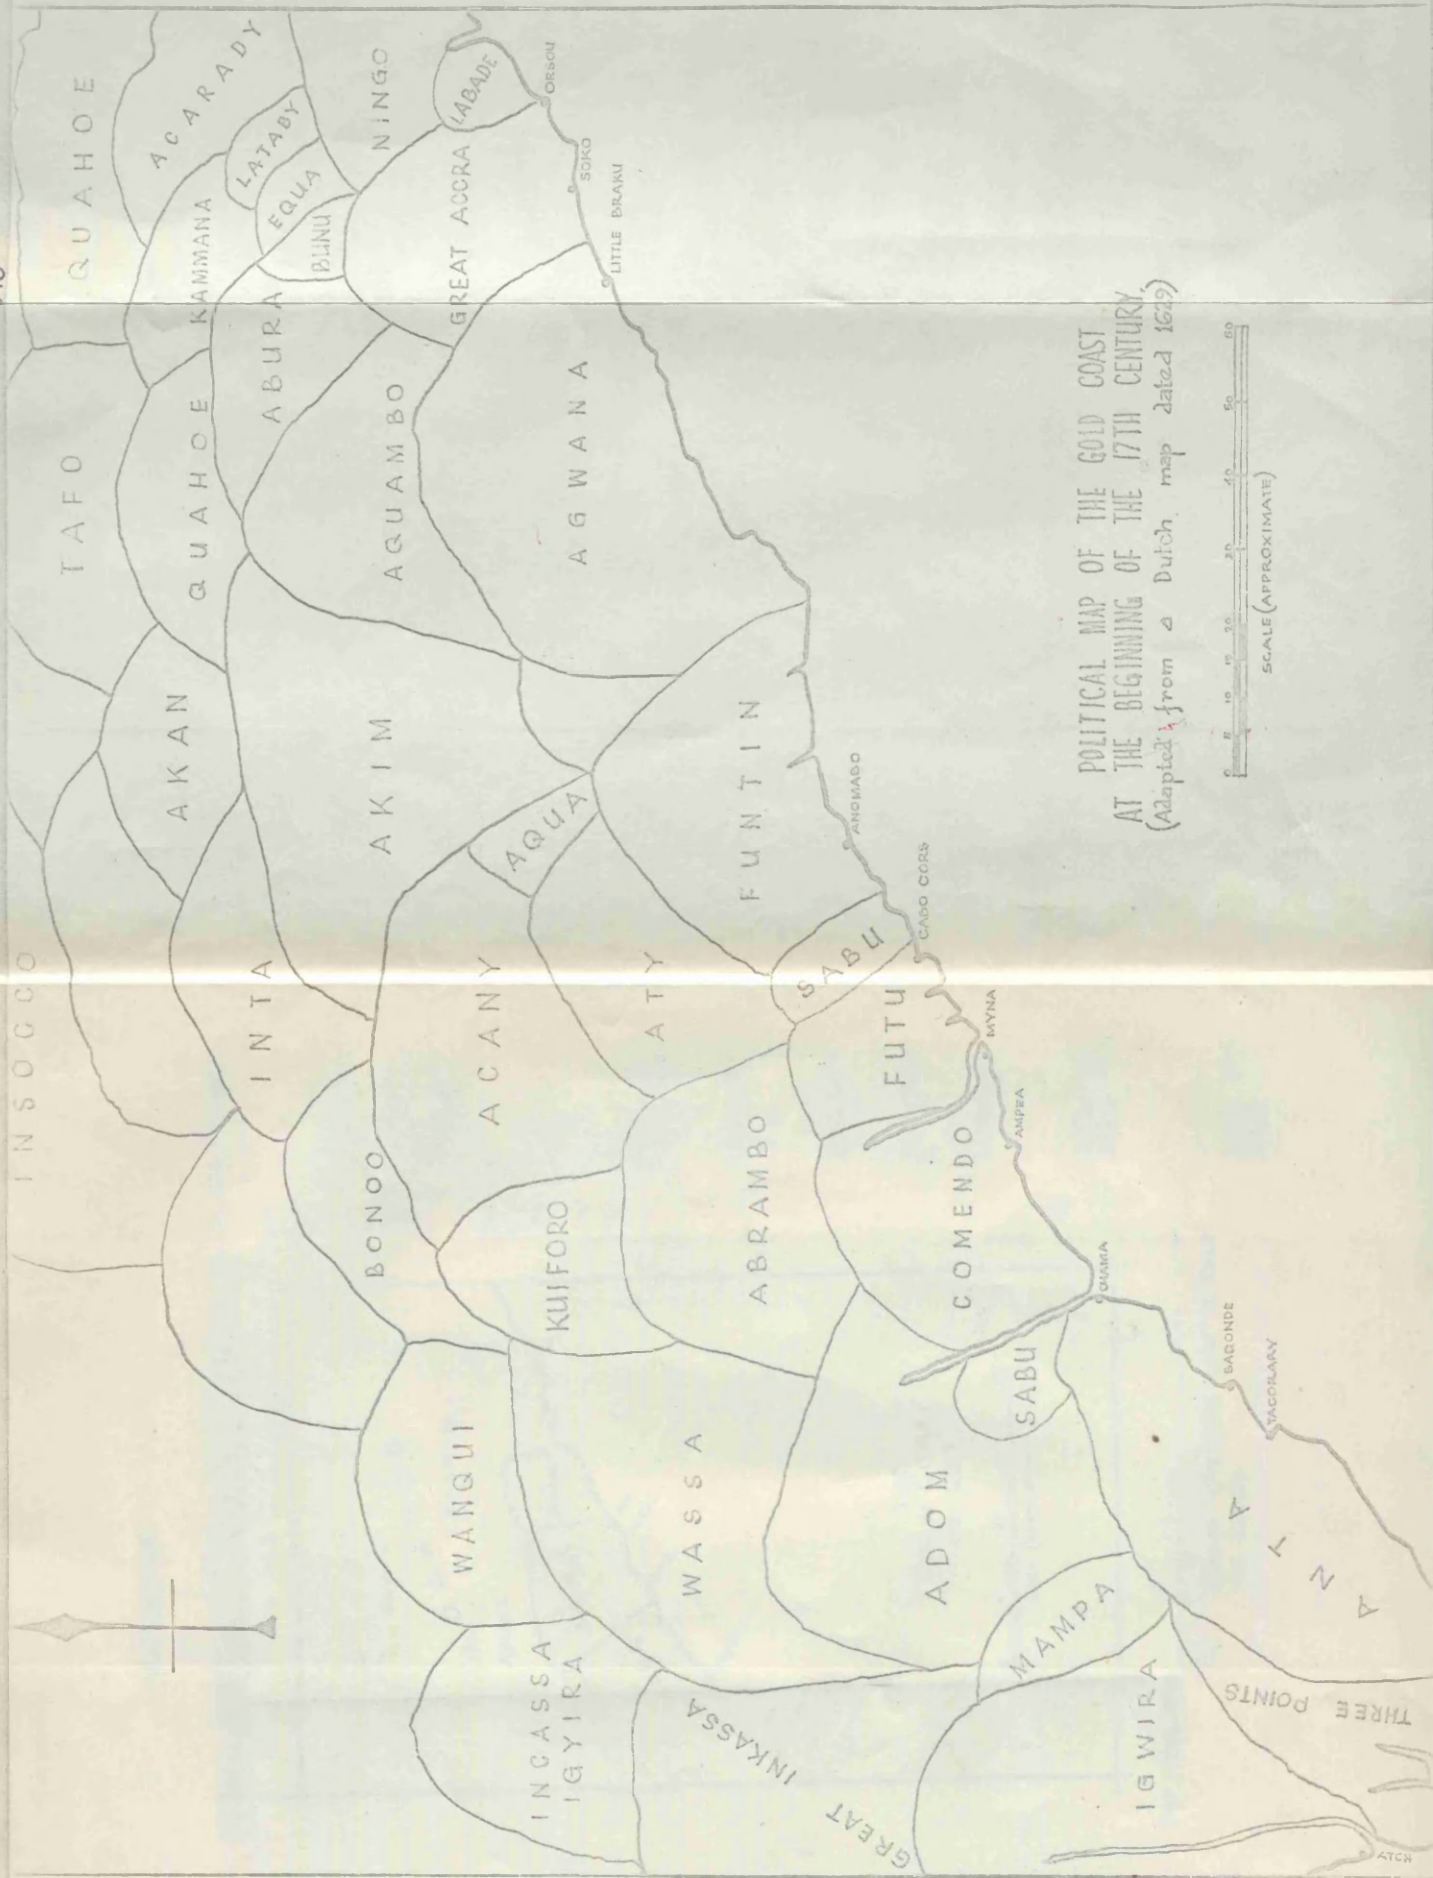 POLITICAL MAP OF THE GOLD COAST
AT THE BEGINNING OF THE 17TH CENTURY,
(Adapted from a Dutch map dated 1629)
SCALE (APPROXIMATE)
INSOCCO
TAFO
QUAHOE
ACARADY
LATABY
EQUA
BUNU
KAMMANA
NINGO
LABADE
ORSOU
SOKO
LITTLE BRAKU
GREAT ACCRA
ABURA
QUAHOE
AQUAMBO
AGWANA
AKAN
AKIM
INTA
AQUA
FUNTIN
ANOMABO
ACANY
ATY
SABU
CABO CORS
FUTU
MYNA
BONOO
KUIFORO
ABRAMBO
COMENDO
AMPEA
CHAMA
WANQUI
WASSA
ADOM
SABU
SADONDE
TACORARY
ANTA
MAMPA
INCASSA
IGYIRA
GREAT
INKASSA
IGWIRA
THREE POINTS